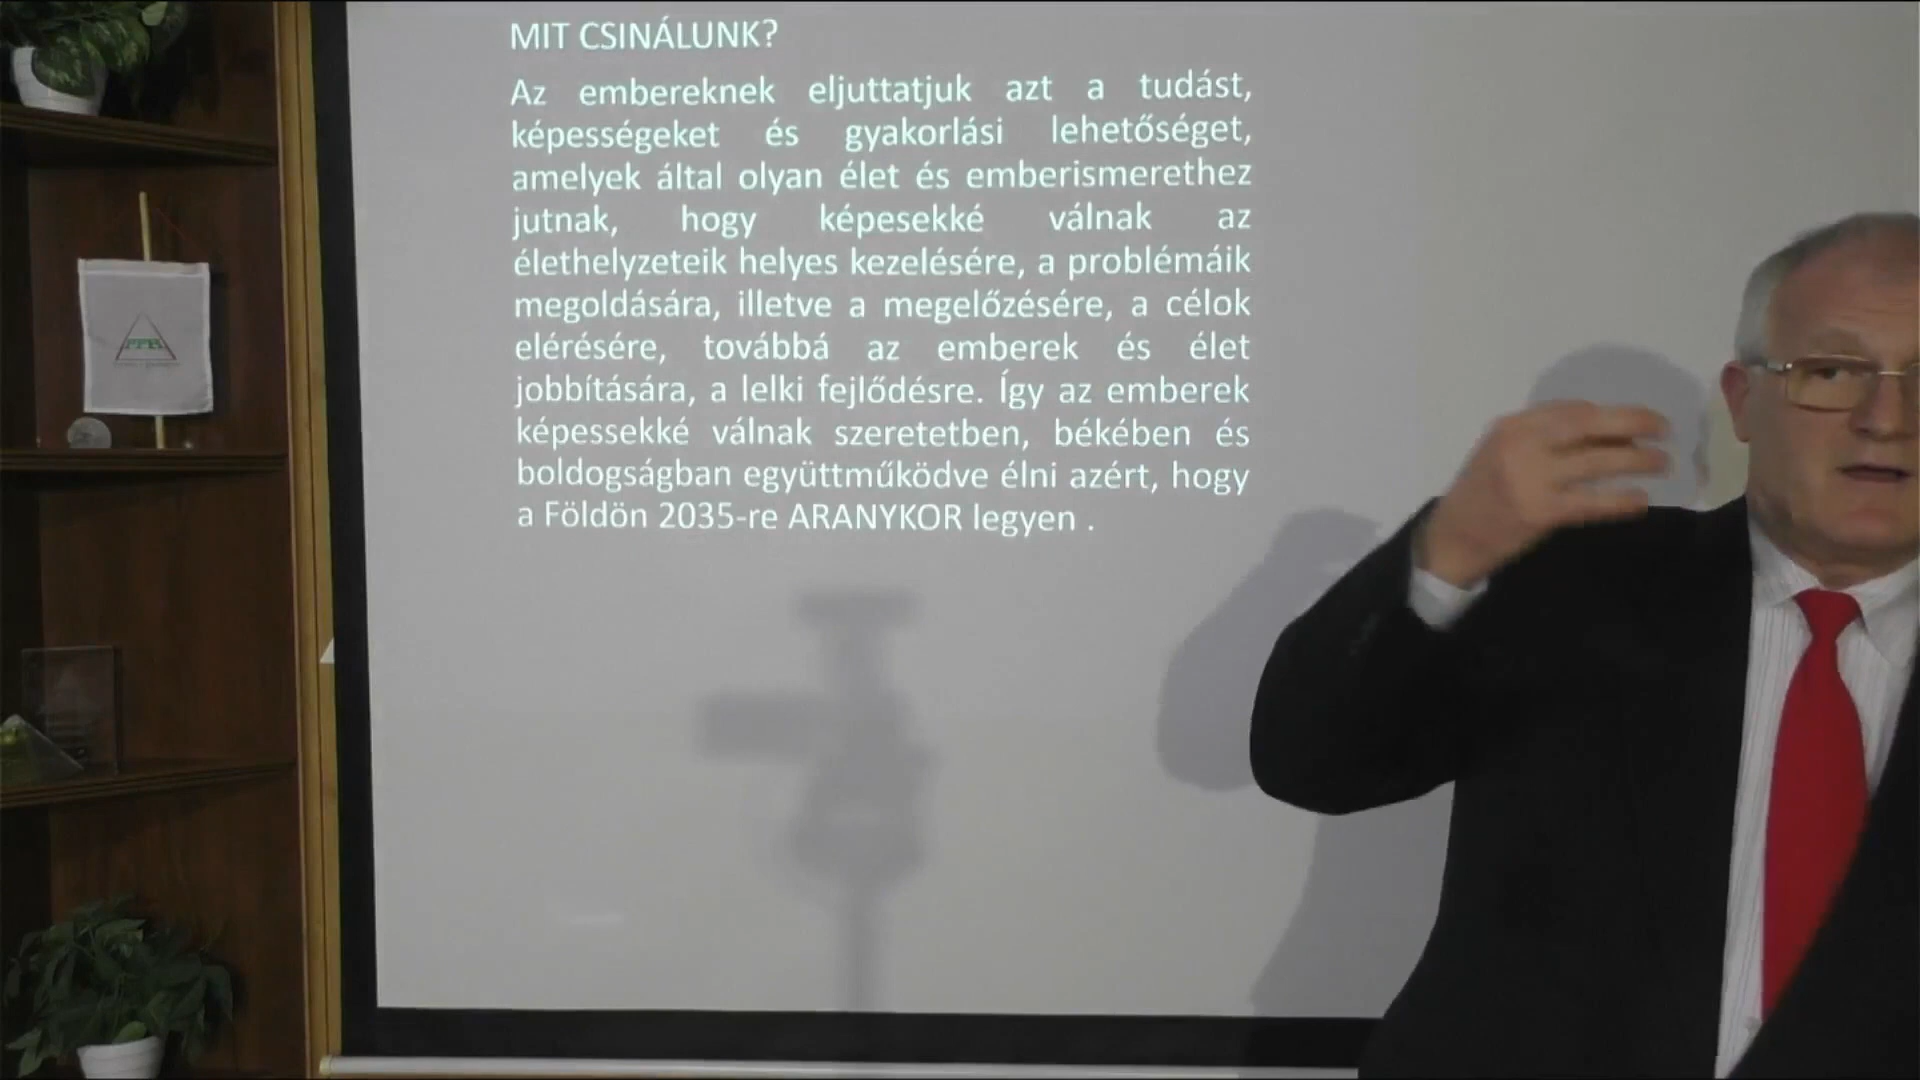 MIT CSINÁLUNK?
Az embereknek eljuttatjuk azt a tudást,
képességeket és gyakorlási lehetőséget,
amelyek által olyan élet és emberismerethez
jutnak, hogy képesekké válnak az
élethelyzeteik helyes kezelésére, a problémáik
megoldására, illetve a megelőzésére, a célok
elérésére, továbbá az emberek és élet
jobbítására, a lelki fejlődésre. Így az emberek
képessekké válnak szeretetben, békében és
boldogságban együttműködve élni azért, hogy
a Földön 2035-re ARANYKOR legyen .